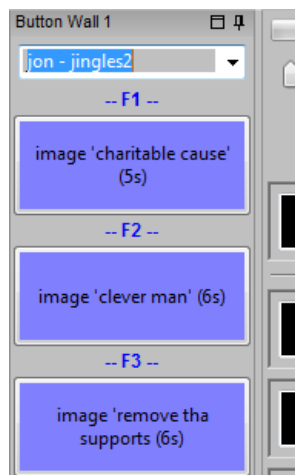 Button Wall 1
jon - jingles2
-- F1 --
image 'charitable cause'
(5s)
-- F2 --
image 'clever man' (6s)
-- F3 --
image 'remove tha
supports (6s)